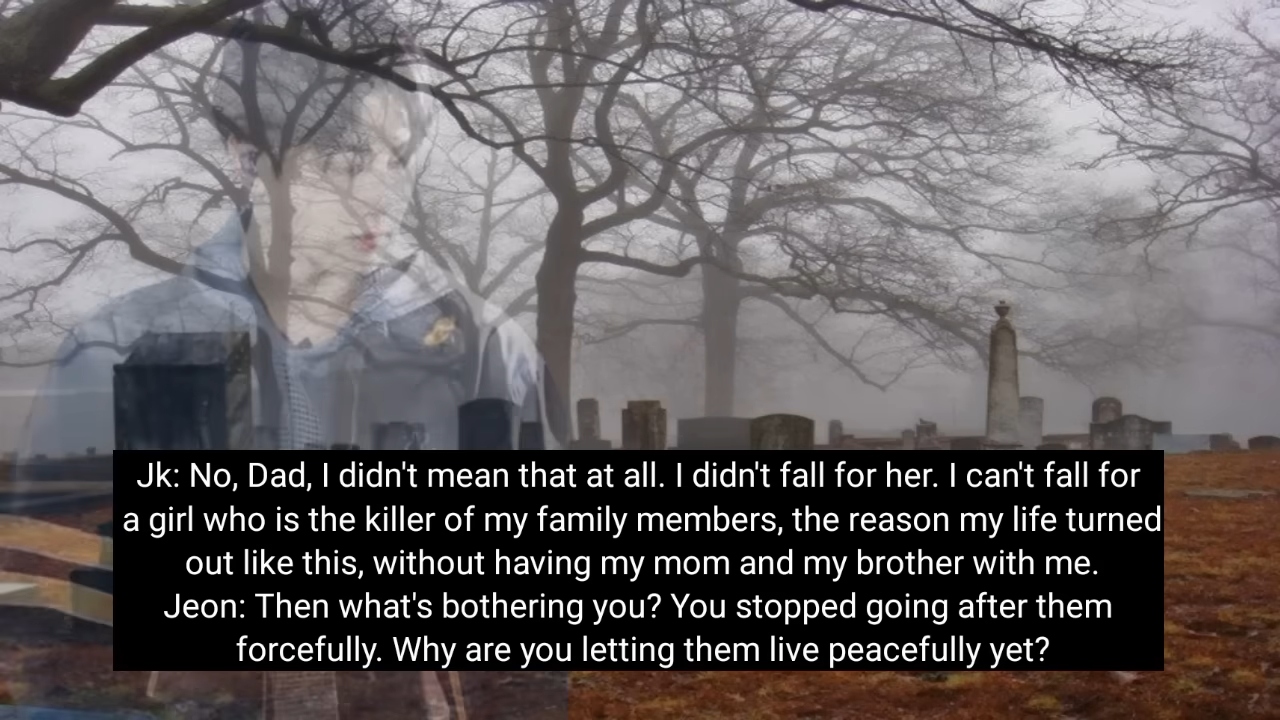 Jk: No, Dad, I didn't mean that at all. I didn't fall for her. I can't fall for
a girl who is the killer of my family members, the reason my life turned
out like this, without having my mom and my brother with me.
Jeon: Then what's bothering you? You stopped going after them
forcefully. Why are you letting them live peacefully yet?